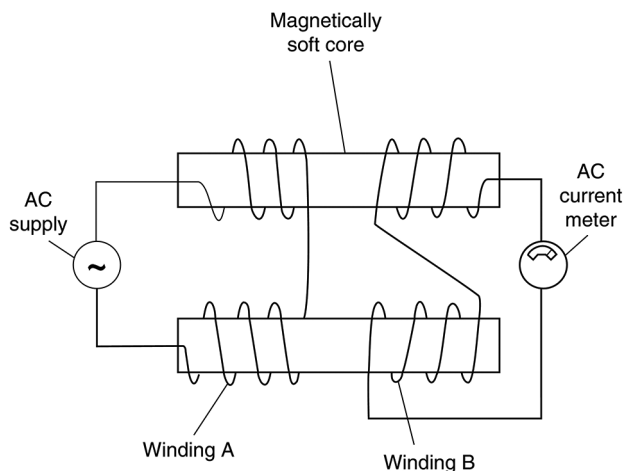 Magnetically
soft core
AC
supply
~
AC
current
meter
Winding A
Winding B